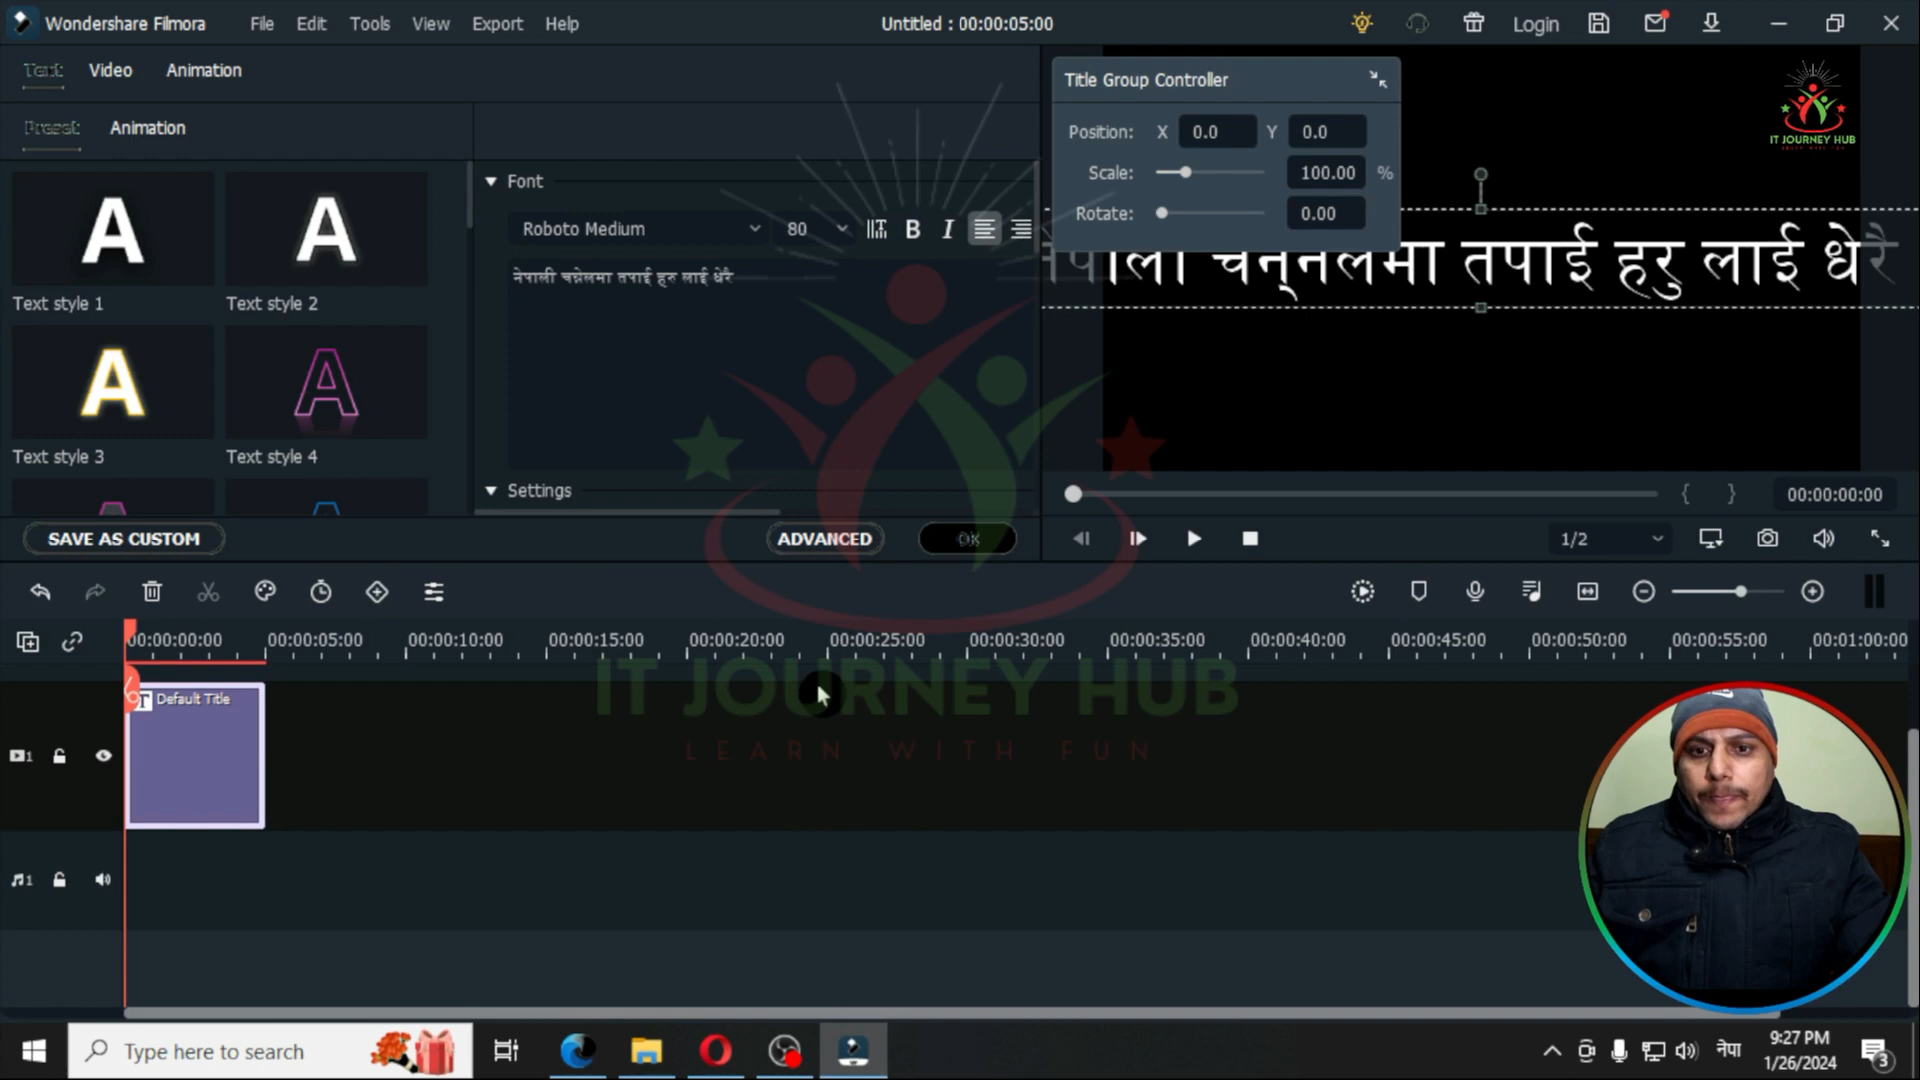 Wondershare Filmora File Edit Tools View Export Help Untitled : 00:00:05:00 Login
Text Video Animation
Preset Animation
Text style 1 Text style 2
Text style 3 Text style 4
Font
Roboto Medium 80 B I
नेपाली चन्नेलमा तपाई हरु लाई धेरै
Settings
SAVE AS CUSTOM ADVANCED OK
Title Group Controller
Position: X 0.0 Y 0.0
Scale: 100.00 %
Rotate: 0.00
IT JOURNEY HUB
नेपाली चन्‌नेलमा तपाई हरु लाई धेरै
{ } 00:00:00:00
1/2
00:00:00:00 00:00:05:00 00:00:10:00 00:00:15:00 00:00:20:00 00:00:25:00 00:00:30:00 00:00:35:00 00:00:40:00 00:00:45:00 00:00:50:00 00:00:55:00 00:01:00:00
Default Title
1
1
IT JOURNEY HUB
LEARN WITH FUN
Type here to search
नेपा
9:27 PM
1/26/2024
3